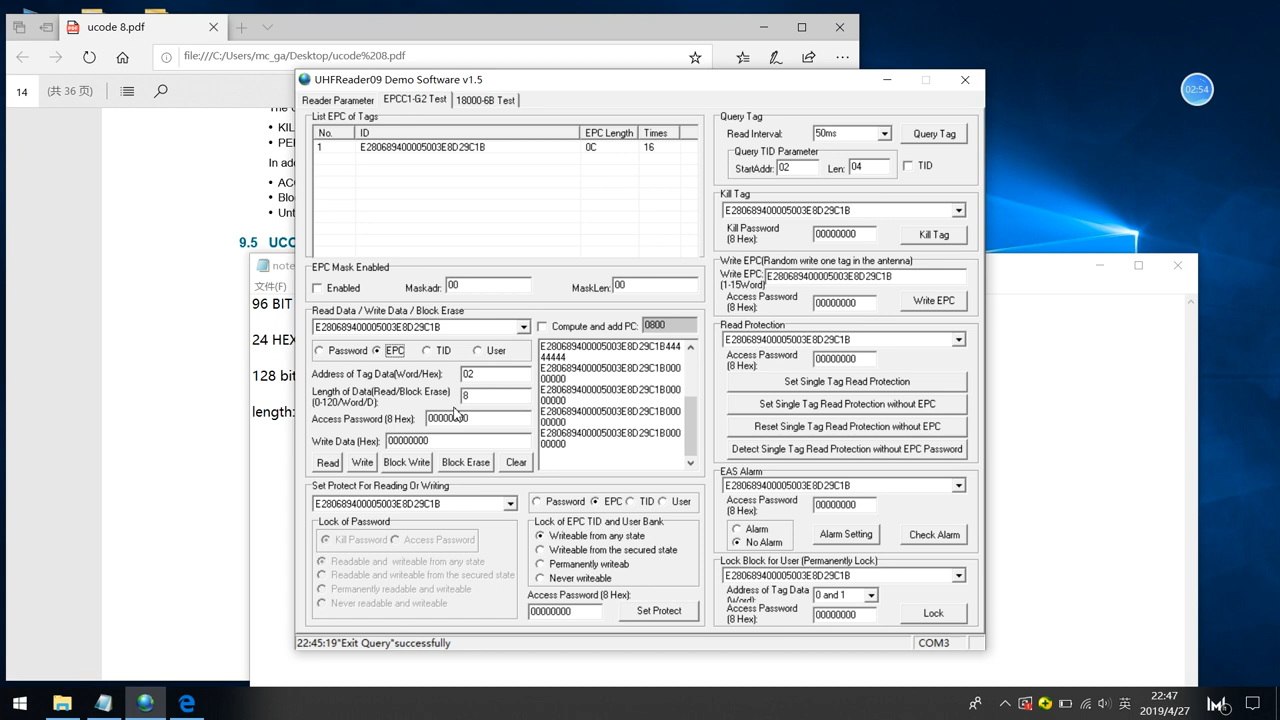 ucode 8.pdf
file:///C:/Users/mc_ga/Desktop/ucode%208.pdf
14
(共 36 页)
• KIL
• PE
In add
• AC
• Blo
• Unt
9.5 UCO
note
文件(F)
96 BIT
24 HEX
128 bit
length:
02:54
UHFReader09 Demo Software v1.5
Reader Parameter
EPCC1-G2 Test
18000-6B Test
List EPC of Tags
No. ID EPC Length Times
1 E280689400005003E8D29C1B 0C 16
EPC Mask Enabled
Enabled
Maskadr: 00
MaskLen: 00
Read Data / Write Data / Block Erase
E280689400005003E8D29C1B
Compute and add PC: 0800
Password EPC TID User
Address of Tag Data(Word/Hex): 02
Length of Data(Read/Block Erase)
(0-120/Word/D): 8
Access Password (8 Hex): 00000000
Write Data (Hex): 00000000
Read Write Block Write Block Erase Clear
E280689400005003E8D29C1B444
44444
E280689400005003E8D29C1B000
00000
E280689400005003E8D29C1B000
00000
E280689400005003E8D29C1B000
00000
E280689400005003E8D29C1B000
00000
Set Protect For Reading Or Writing
E280689400005003E8D29C1B
Password EPC TID User
Lock of Password
Kill Password Access Password
Readable and writeable from any state
Readable and writeable from the secured state
Permanently readable and writeable
Never readable and writeable
Lock of EPC TID and User Bank
Writeable from any state
Writeable from the secured state
Permanently writeab
Never writeable
Access Password (8 Hex):
00000000
Set Protect
Query Tag
Read Interval: 50ms
Query Tag
Query TID Parameter
StartAddr: 02 Len: 04
TID
Kill Tag
E280689400005003E8D29C1B
Kill Password
(8 Hex): 00000000
Kill Tag
Write EPC(Random write one tag in the antenna)
Write EPC: E280689400005003E8D29C1B
(1-15Word)
Access Password
(8 Hex): 00000000
Write EPC
Read Protection
E280689400005003E8D29C1B
Access Password
(8 Hex): 00000000
Set Single Tag Read Protection
Set Single Tag Read Protection without EPC
Reset Single Tag Read Protection without EPC
Detect Single Tag Read Protection without EPC Password
EAS Alarm
E280689400005003E8D29C1B
Access Password
(8 Hex): 00000000
Alarm
No Alarm
Alarm Setting
Check Alarm
Lock Block for User (Permanently Lock)
E280689400005003E8D29C1B
Address of Tag Data
(Word): 0 and 1
Access Password
(8 Hex): 00000000
Lock
22:45:19"Exit Query"successfully
COM3
英
22:47
2019/4/27